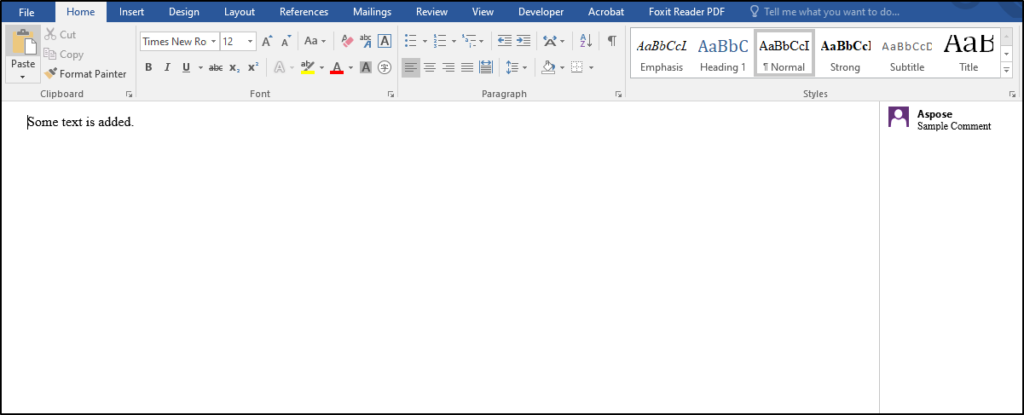 File Home Insert Design Layout References Mailings Review View Developer Acrobat Foxit Reader PDF Tell me what you want to do...
Paste
Cut
Copy
Format Painter
Clipboard
Times New Ro 12 A A Aa abc A A
B I U abc x₂ x² A aby A A 字
Font
A Z ¶
Paragraph
AaBbCcI AaBbC AaBbCcI AaBbCcI AaBbCcD AaB
Emphasis Heading 1 ¶ Normal Strong Subtitle Title
Styles
Some text is added.
Aspose
Sample Comment